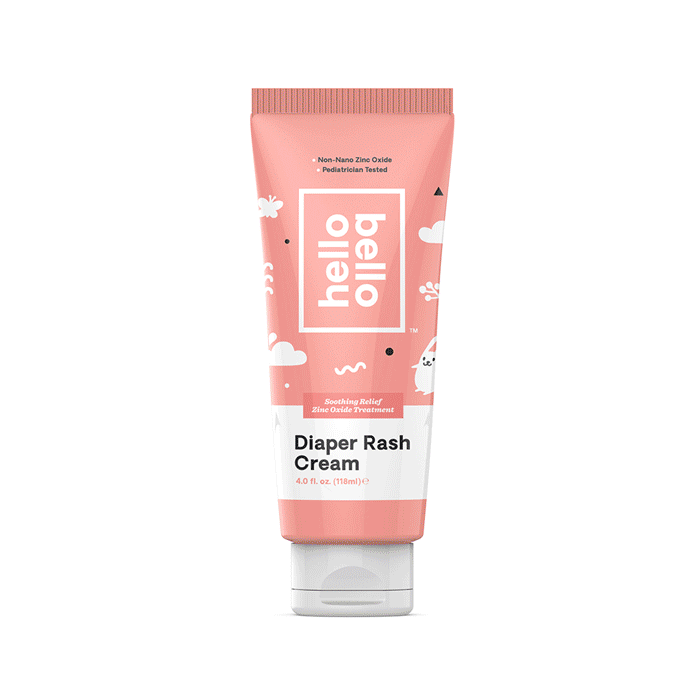 • Non-Nano Zinc Oxide
• Pediatrician Tested
hello
bello
TM
Soothing Relief
Zinc Oxide Treatment
Diaper Rash
Cream
4.0 fl. oz. (118ml)℮